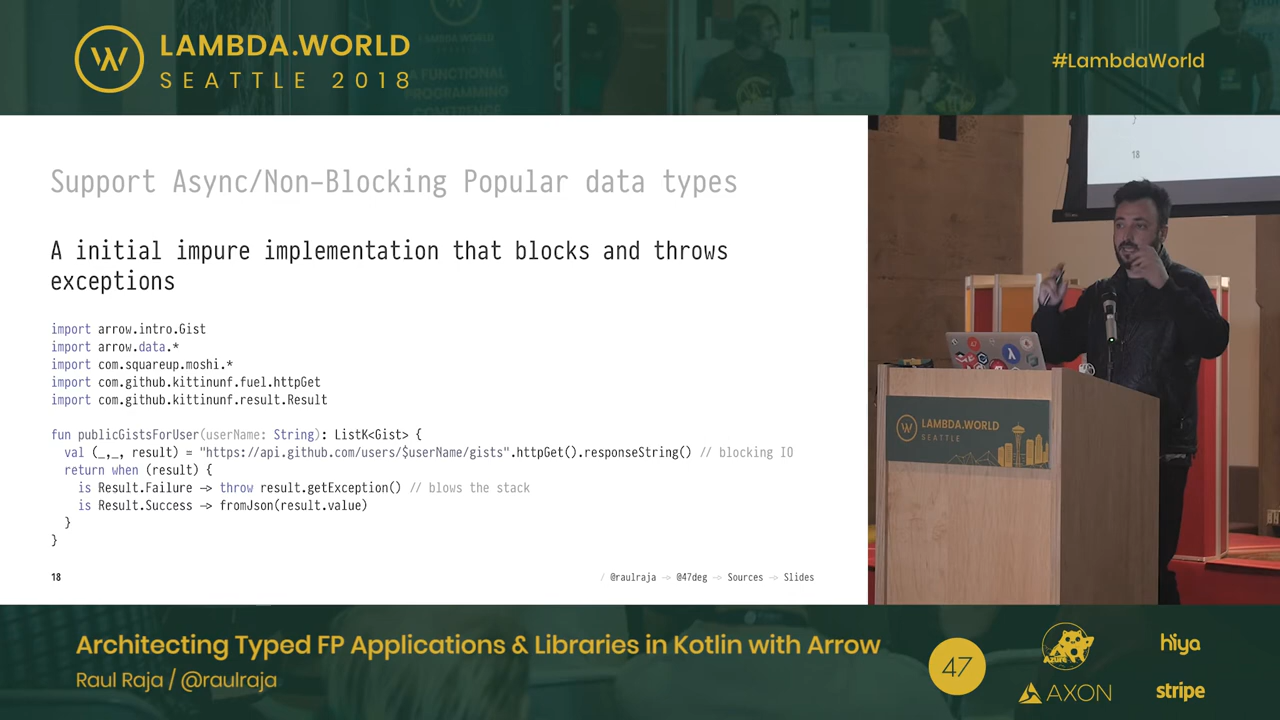 LAMBDA.WORLD
SEATTLE 2018
#LambdaWorld
A FUNCTIONAL
PROGRAMMING
CONFERENCE
Support Async/Non-Blocking Popular data types
A initial impure implementation that blocks and throws
exceptions
import arrow.intro.Gist
import arrow.data.*
import com.squareup.moshi.*
import com.github.kittinunf.fuel.httpGet
import com.github.kittinunf.result.Result
fun publicGistsForUser(userName: String): ListK<Gist> {
val (_,_, result) = "https://api.github.com/users/$userName/gists".httpGet().responseString() // blocking IO
return when (result) {
is Result.Failure -> throw result.getException() // blows the stack
is Result.Success -> fromJson(result.value)
}
}
18
/ @raulraja -> @47deg -> Sources -> Slides
}
18
LAMBDA.WORLD
SEATTLE
Architecting Typed FP Applications & Libraries in Kotlin with Arrow
Raul Raja / @raulraja
47
Azure
hiya
AXON
stripe